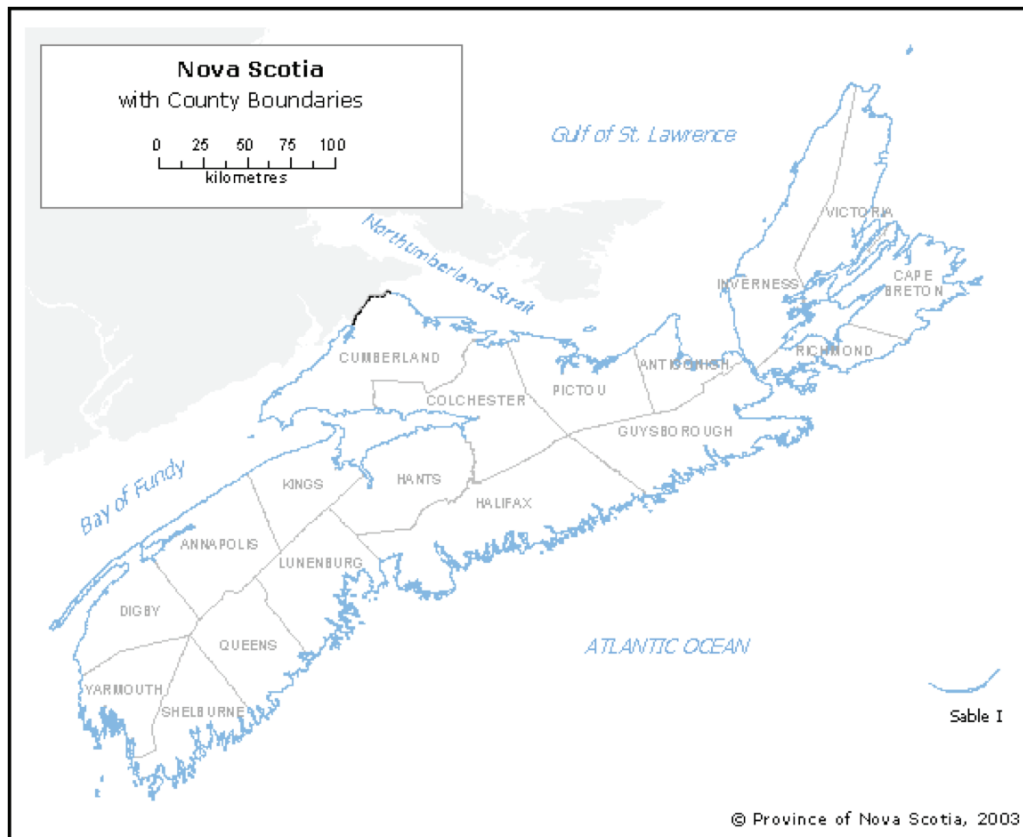 Nova Scotia
with County Boundaries
0 25 50 75 100
kilometres
Gulf of St. Lawrence
Northumberland Strait
VICTORIA
CAPE
BRETON
INVERNESS
RICHMOND
CUMBERLAND
ANTIGONISH
PICTOU
COLCHESTER
GUYSBOROUGH
Bay of Fundy
KINGS
HANTS
HALIFAX
ANNAPOLIS
LUNENBURG
DIGBY
QUEENS
ATLANTIC OCEAN
YARMOUTH
SHELBURNE
Sable I
© Province of Nova Scotia, 2003